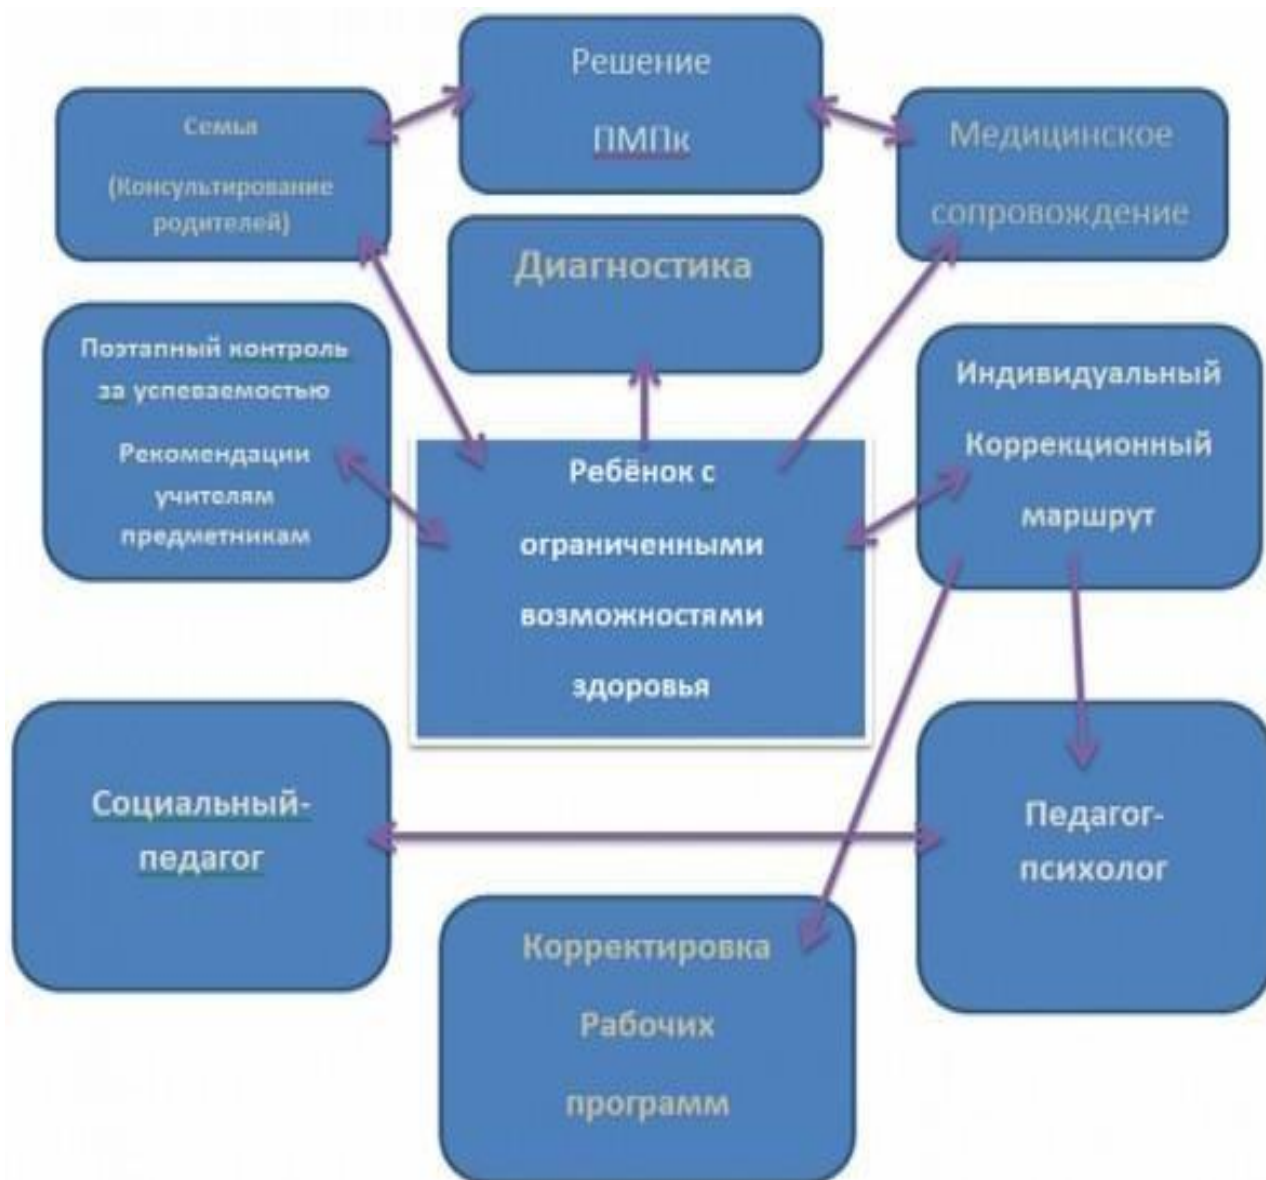 Решение
ПМПк
Семья
(Консультирование
родителей)
Медицинское
сопровождение
Диагностика
Поэтапный контроль
за успеваемостью
Рекомендации
учителям
предметникам
Индивидуальный
Коррекционный
маршрут
Ребёнок с
ограниченными
возможностями
здоровья
Социальный-
педагог
Педагог-
психолог
Корректировка
Рабочих
программ